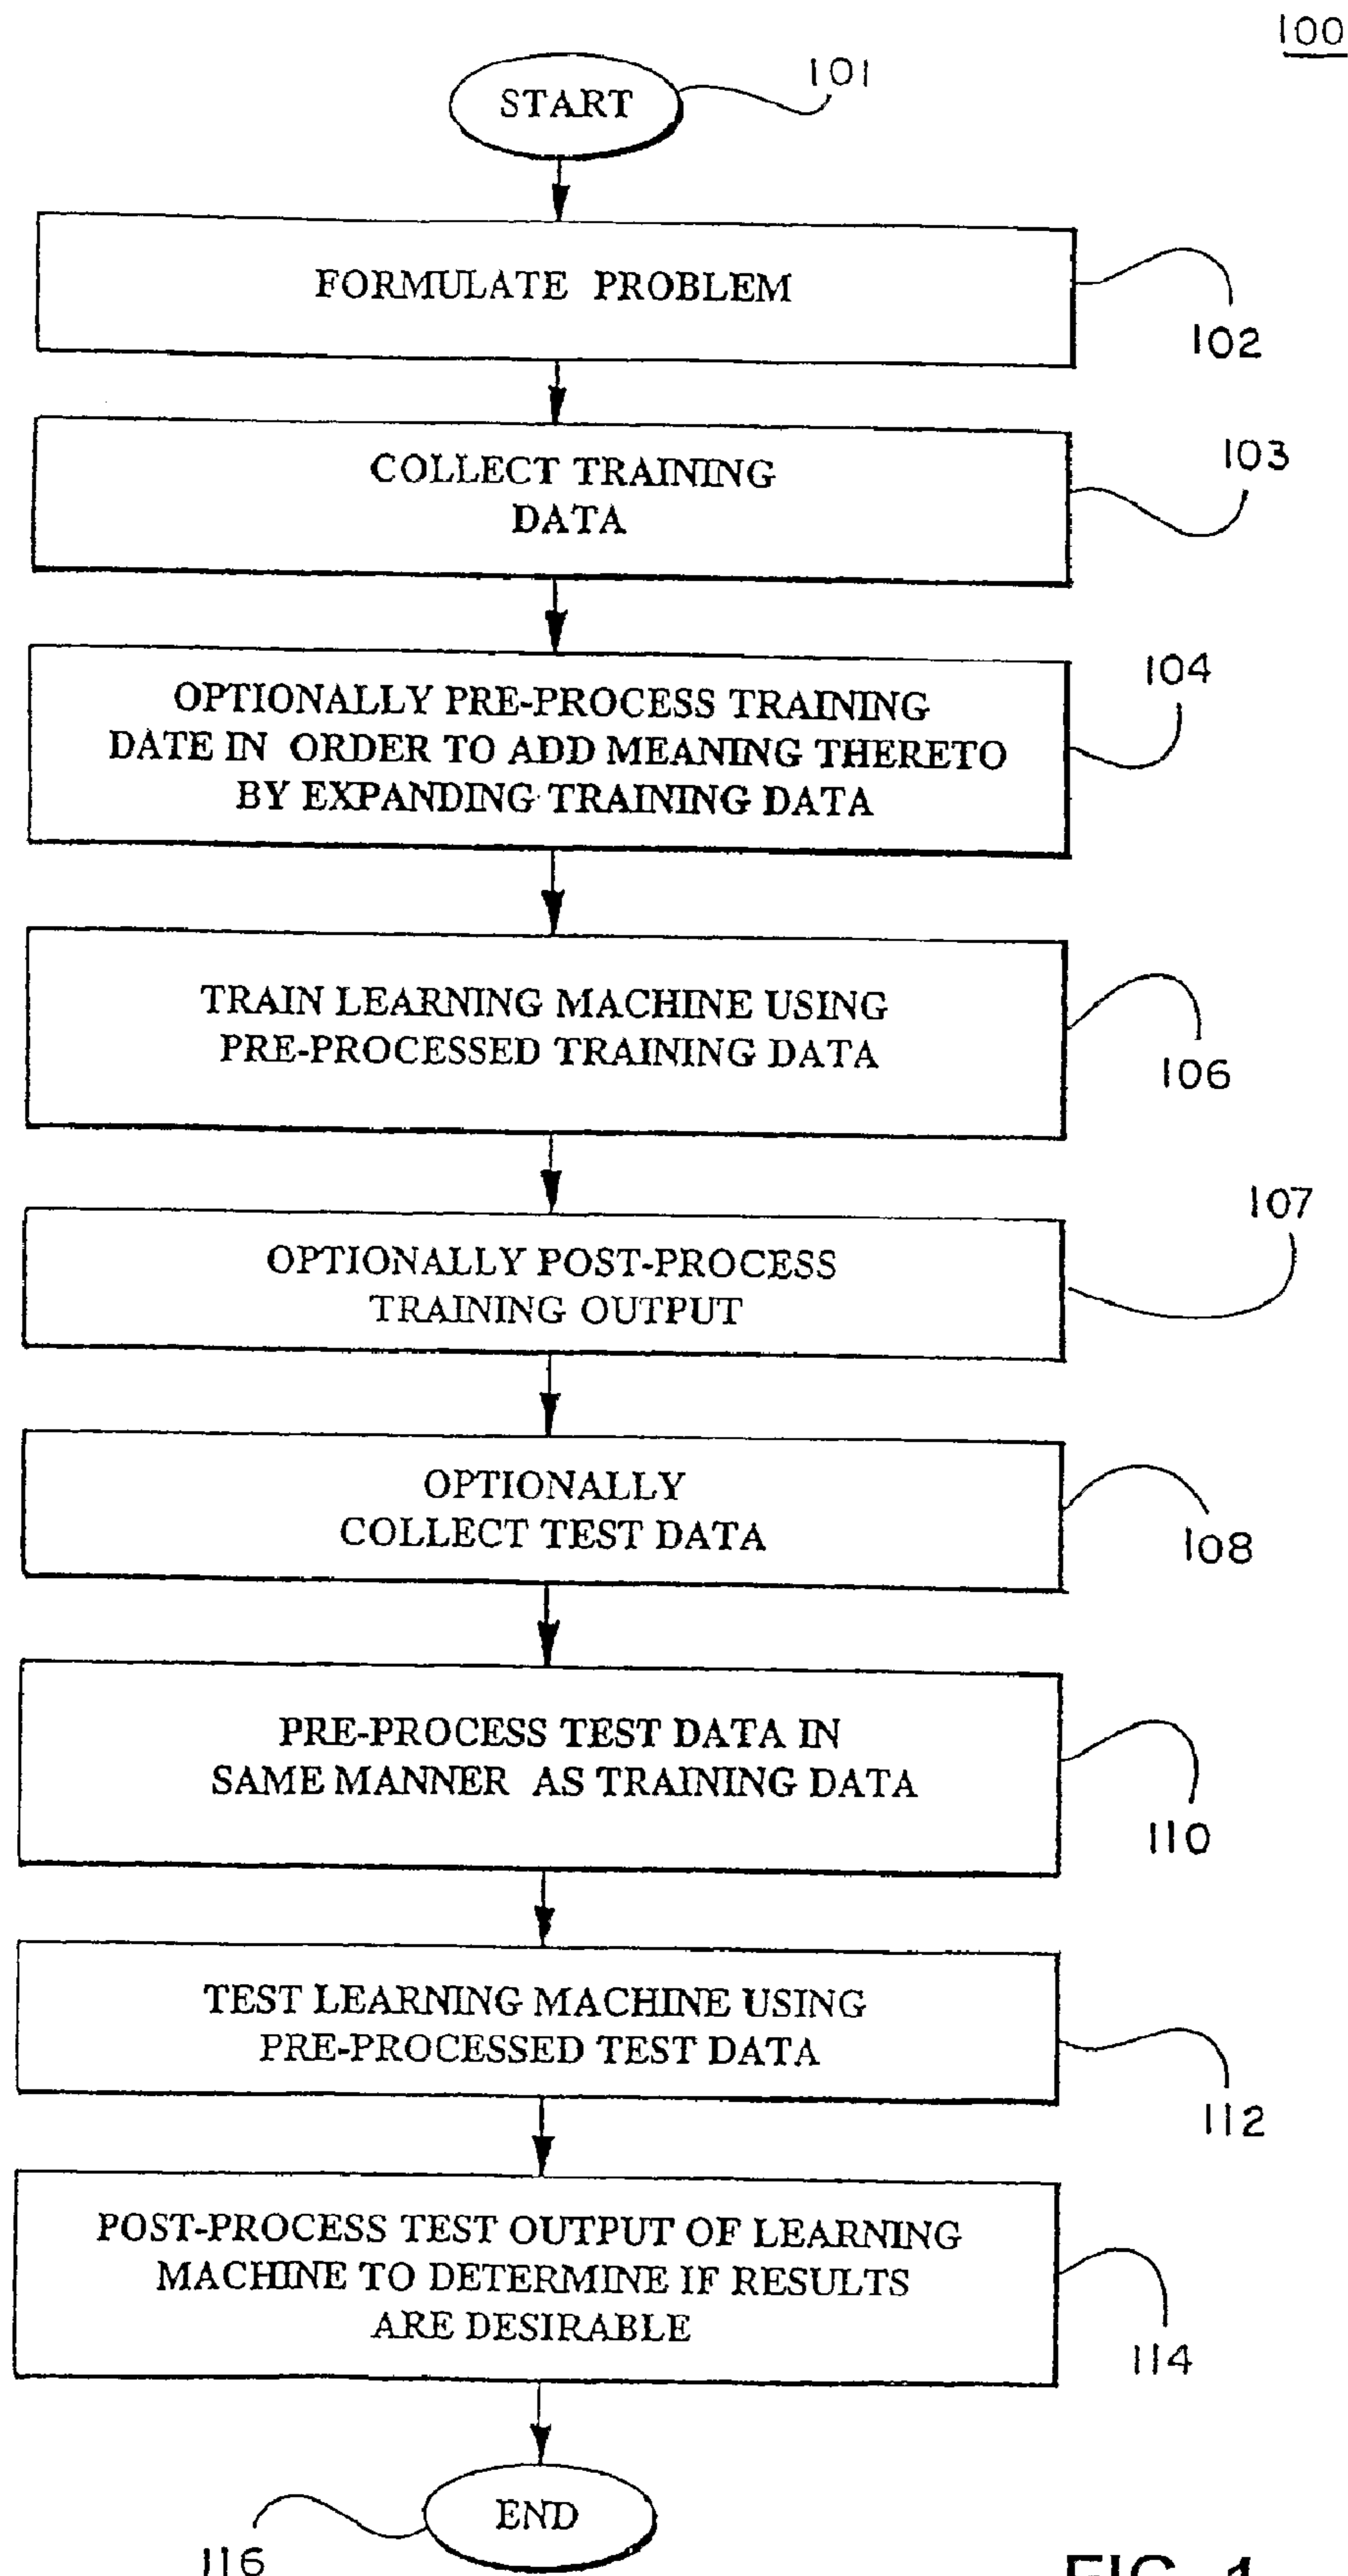 100
START
101
FORMULATE PROBLEM
102
COLLECT TRAINING
DATA
103
OPTIONALLY PRE-PROCESS TRAINING
DATE IN ORDER TO ADD MEANING THERETO
BY EXPANDING TRAINING DATA
104
TRAIN LEARNING MACHINE USING
PRE-PROCESSED TRAINING DATA
106
OPTIONALLY POST-PROCESS
TRAINING OUTPUT
107
OPTIONALLY
COLLECT TEST DATA
108
PRE-PROCESS TEST DATA IN
SAME MANNER AS TRAINING DATA
110
TEST LEARNING MACHINE USING
PRE-PROCESSED TEST DATA
112
POST-PROCESS TEST OUTPUT OF LEARNING
MACHINE TO DETERMINE IF RESULTS
ARE DESIRABLE
114
END
116
FIG. 1